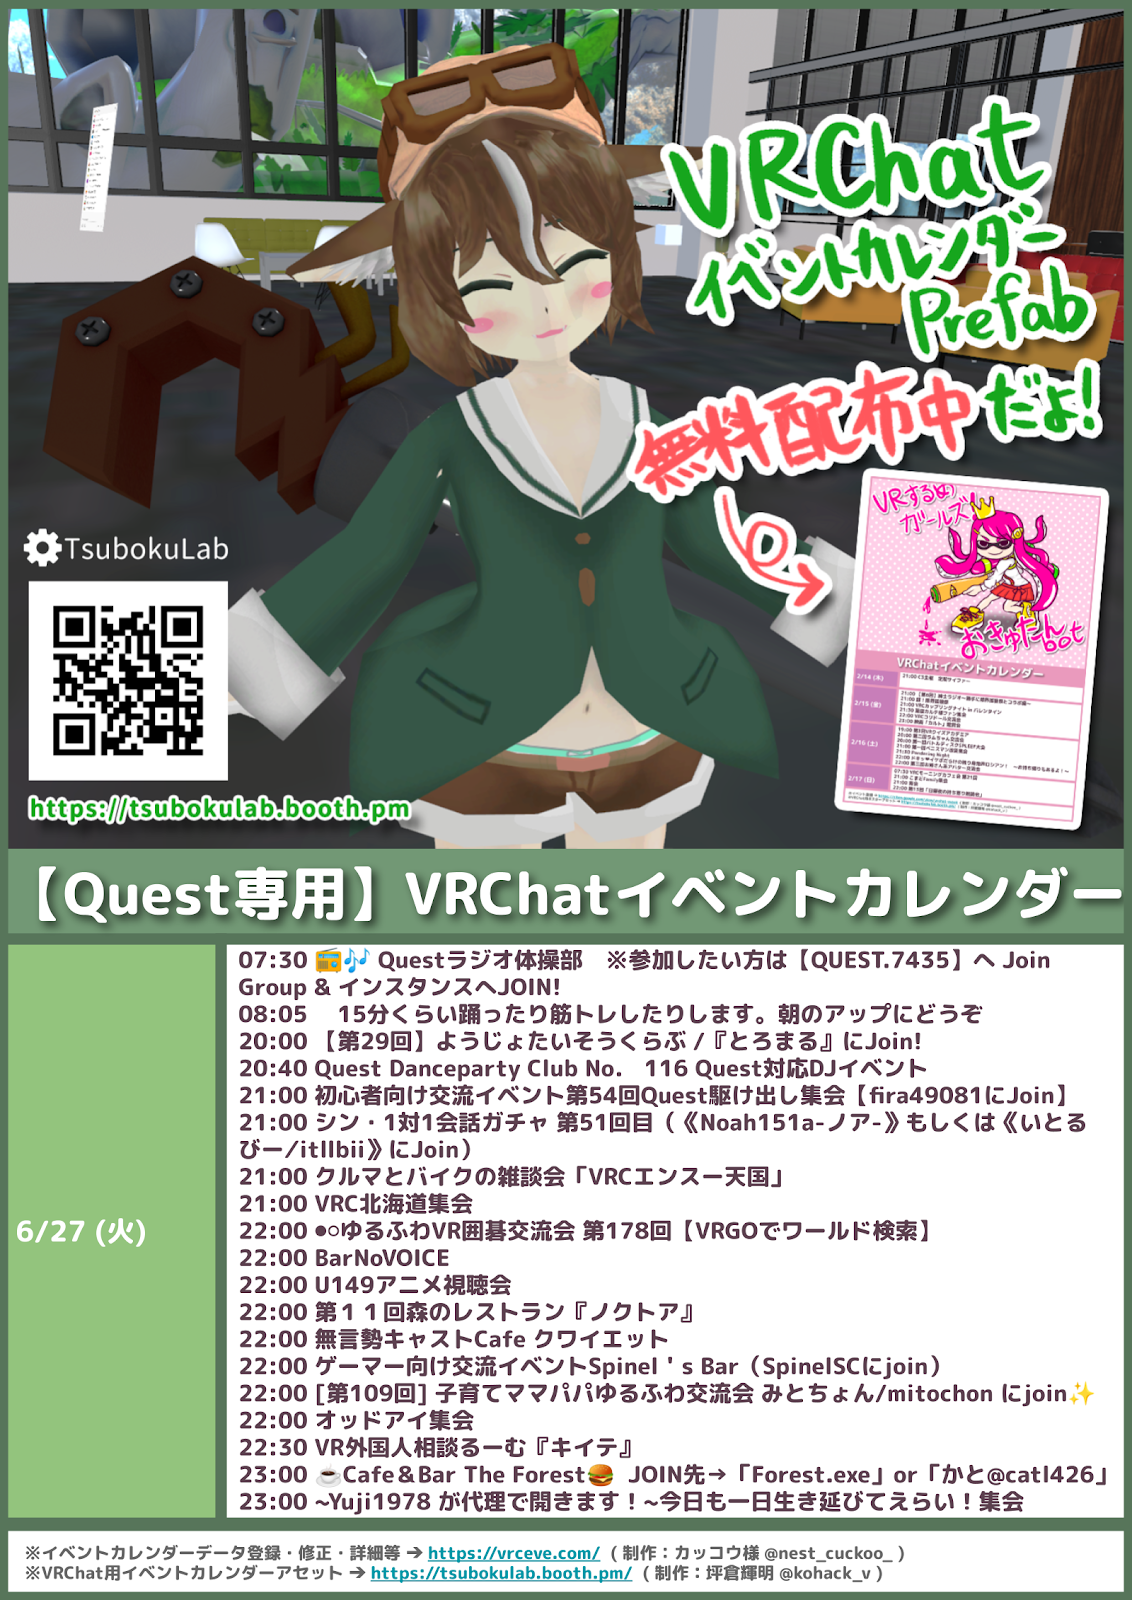 VRChat
イベントカレンダー
Prefab
無料配布中だよ!
TsubokuLab
https://tsubokulab.booth.pm
VRするめ
ガールズ
おきゅたん
bot
VRChatイベントカレンダー
2/14 (木)
2/15 (金)
2/16 (土)
2/17 (日)
【Quest専用】VRChatイベントカレンダー
6/27 (火)
07:30 📻🎶 Questラジオ体操部　※参加したい方は【QUEST.7435】へ Join
Group & インスタンスへJOIN!
08:05　 15分くらい踊ったり筋トレしたりします。朝のアップにどうぞ
20:00 【第29回】ようじょたいそうくらぶ /『とろまる』にJoin!
20:40 Quest Danceparty Club No.　116 Quest対応DJイベント
21:00 初心者向け交流イベント第54回Quest駆け出し集会【fira49081にJoin】
21:00 シン・1対1会話ガチャ 第51回目（《Noah151a-ノア-》もしくは《いとる
びー/itllbii》にJoin）
21:00 クルマとバイクの雑談会「VRCエンスー天国」
21:00 VRC北海道集会
22:00 ●○ゆるふわVR囲碁交流会 第178回【VRGOでワールド検索】
22:00 BarNoVOICE
22:00 U149アニメ視聴会
22:00 第１１回森のレストラン『ノクトア』
22:00 無言勢キャストCafe クワイエット
22:00 ゲーマー向け交流イベントSpinel＇s Bar（SpinelSCにjoin）
22:00 [第109回] 子育てママパパゆるふわ交流会 みとちょん/mitochon にjoin✨
22:00 オッドアイ集会
22:30 VR外国人相談るーむ『キイテ』
23:00 ☕Cafe＆Bar The Forest🍔 JOIN先→「Forest.exe」or「かと@catl426」
23:00 ~Yuji1978 が代理で開きます！~今日も一日生き延びてえらい！集会
※イベントカレンダーデータ登録・修正・詳細等 ➔ https://vrceve.com/ （制作：カッコウ様 @nest_cuckoo_ ）
※VRChat用イベントカレンダーアセット ➔ https://tsubokulab.booth.pm/ （制作：坪倉輝明 @kohack_v ）